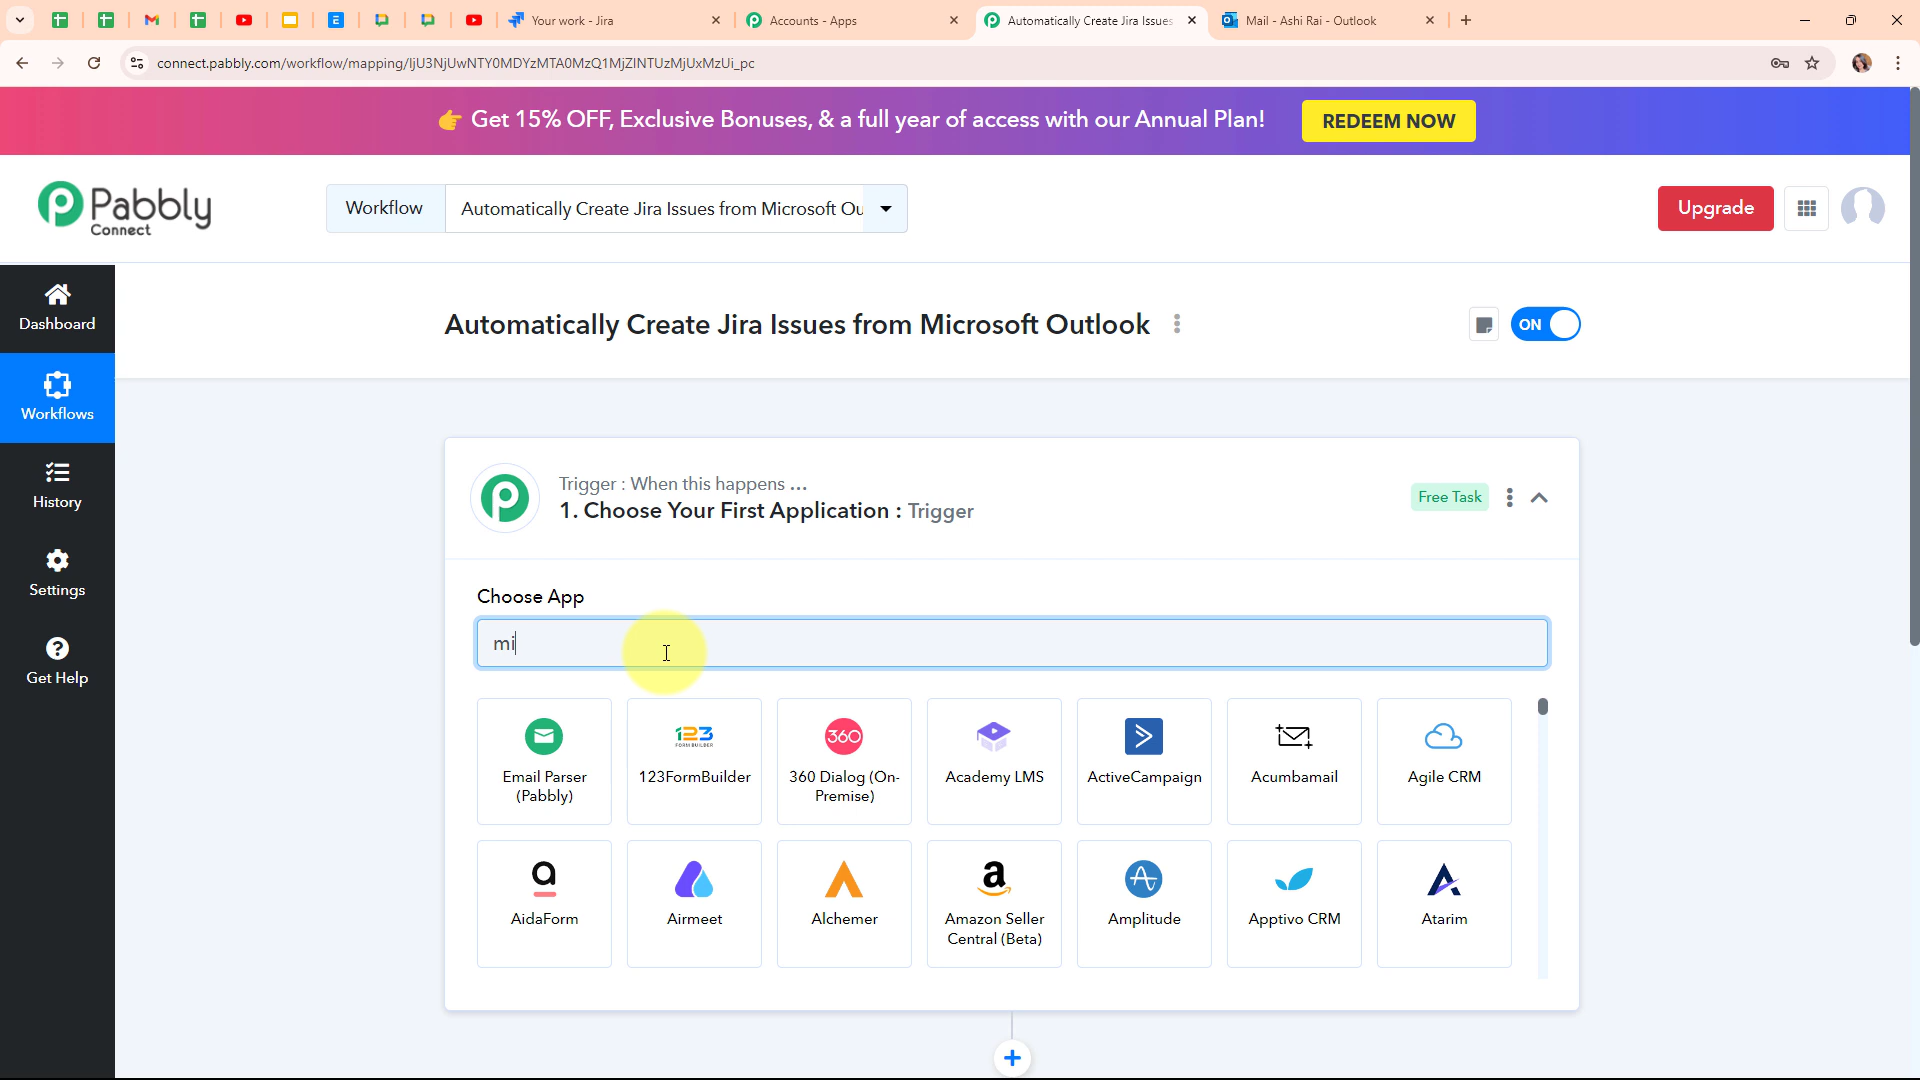 Your work - Jira
Accounts - Apps
Automatically Create Jira Issues
Mail - Ashi Rai - Outlook
connect.pabbly.com/workflow/mapping/IjU3NjUwNTY0MDYzMTA0MzQ1MjZlNTUzMjUxMzUi_pc
👉 Get 15% OFF, Exclusive Bonuses, & a full year of access with our Annual Plan!
REDEEM NOW
Pabbly
Connect
Workflow
Automatically Create Jira Issues from Microsoft Ou
Upgrade
Dashboard
Workflows
History
Settings
Get Help
Automatically Create Jira Issues from Microsoft Outlook
ON
Trigger : When this happens ...
1. Choose Your First Application : Trigger
Free Task
Choose App
mi
Email Parser
(Pabbly)
123
FORM BUILDER
123FormBuilder
360
360 Dialog (On-
Premise)
Academy LMS
ActiveCampaign
Acumbamail
Agile CRM
AidaForm
Airmeet
Alchemer
Amazon Seller
Central (Beta)
Amplitude
Apptivo CRM
Atarim